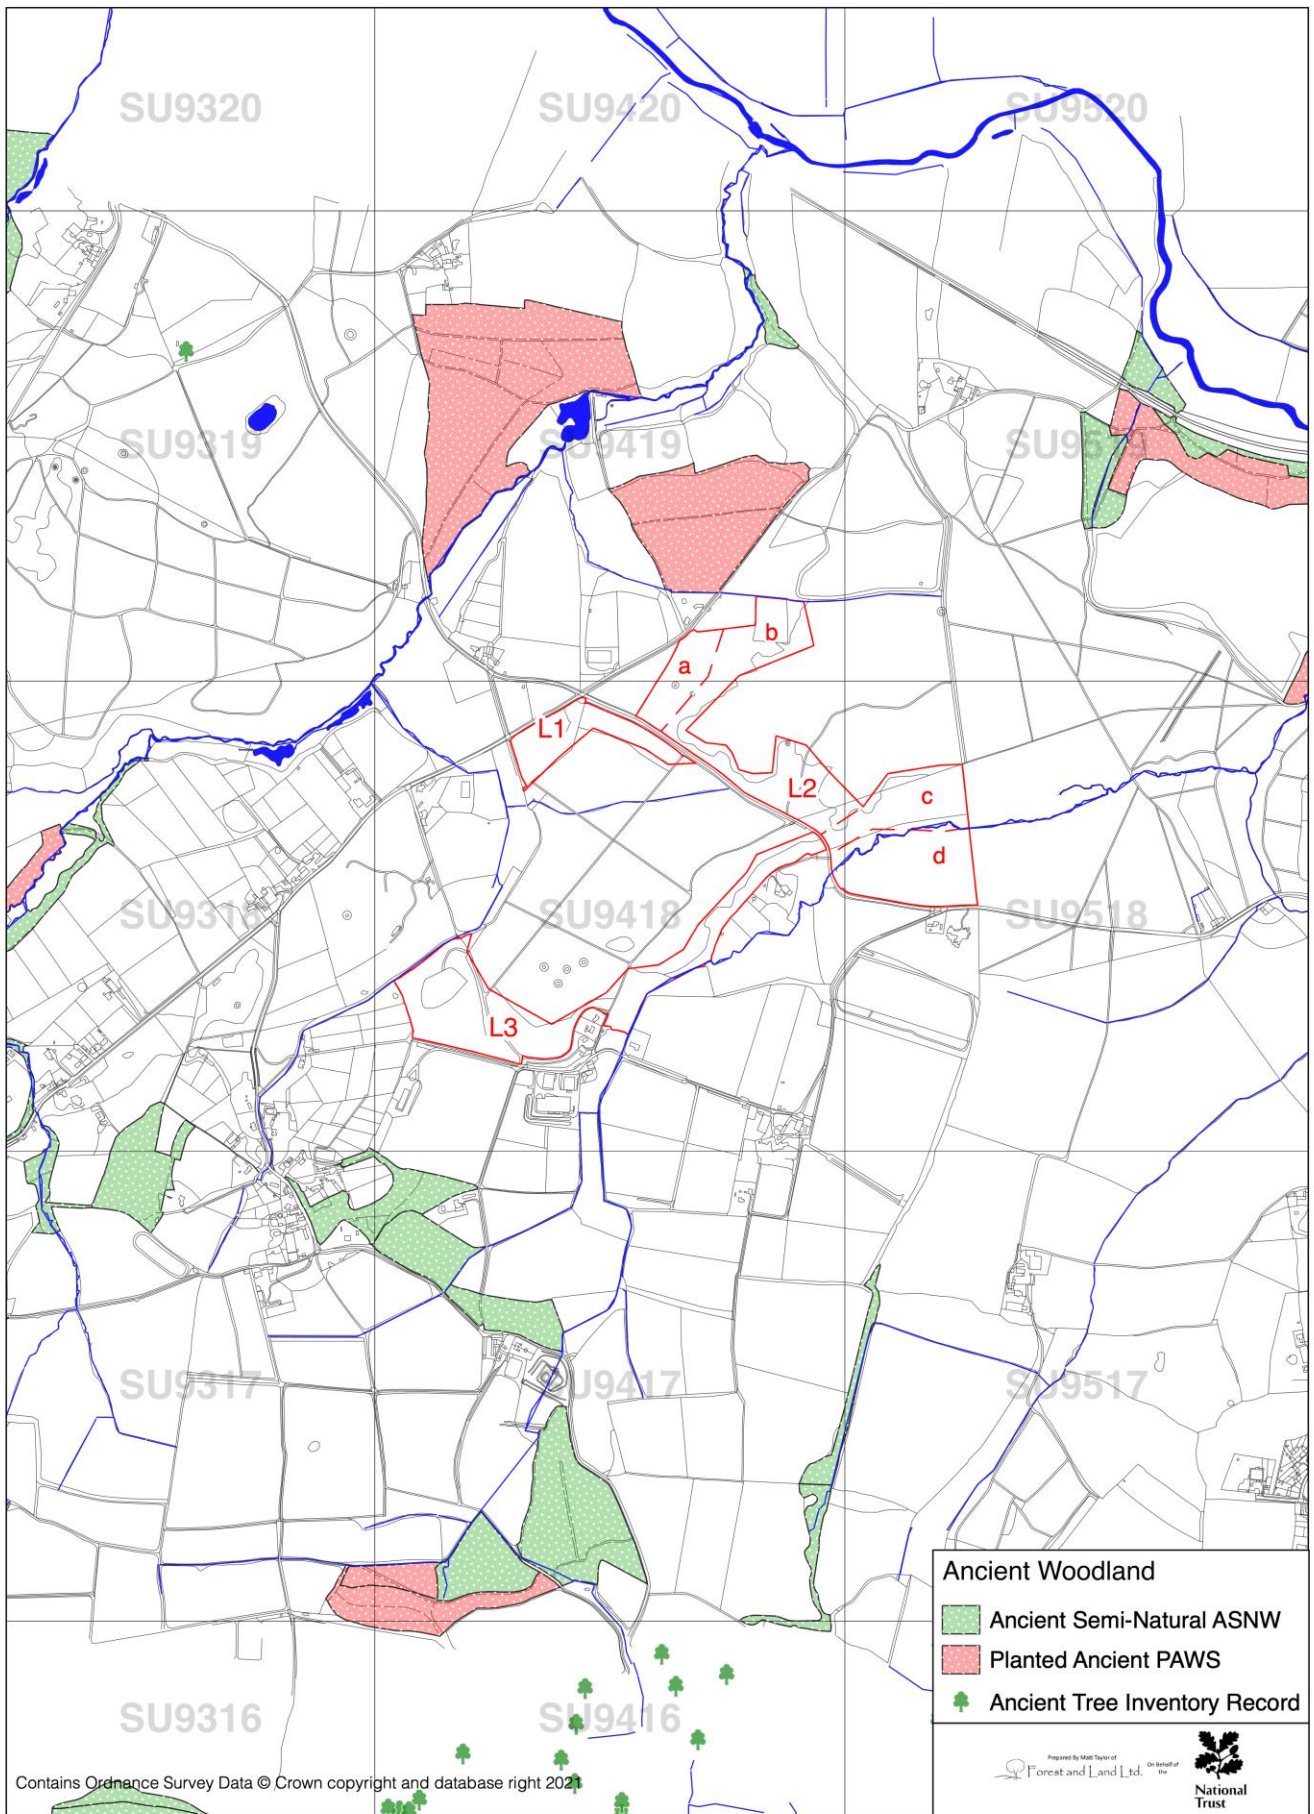 SU9320
SU9420
SU9520
SU9319
SU9419
SU9519
b
a
L1
L2
c
d
SU9318
SU9418
SU9518
L3
SU9317
SU9417
SU9517
Ancient Woodland
Ancient Semi-Natural ASNW
Planted Ancient PAWS
Ancient Tree Inventory Record
SU9316
SU9416
Prepared By Matt Taylor of
Forest and Land Ltd.
On Behalf of
the
National
Trust
Contains Ordnance Survey Data © Crown copyright and database right 2021